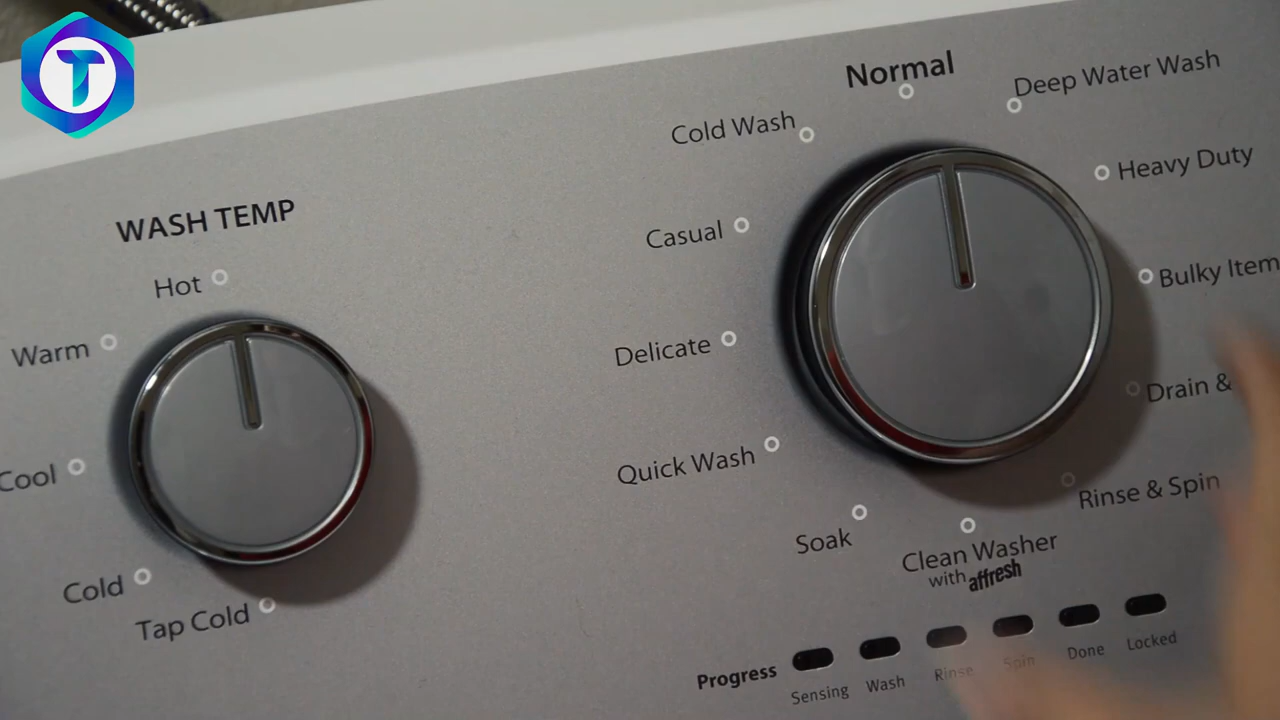 T
WASH TEMP
Hot
Warm
Cool
Cold
Tap Cold
Normal
Deep Water Wash
Heavy Duty
Bulky Item
Drain &
Rinse & Spin
Clean Washer
with affresh
Soak
Quick Wash
Delicate
Casual
Cold Wash
Progress
Sensing
Wash
Rinse
Spin
Done
Locked